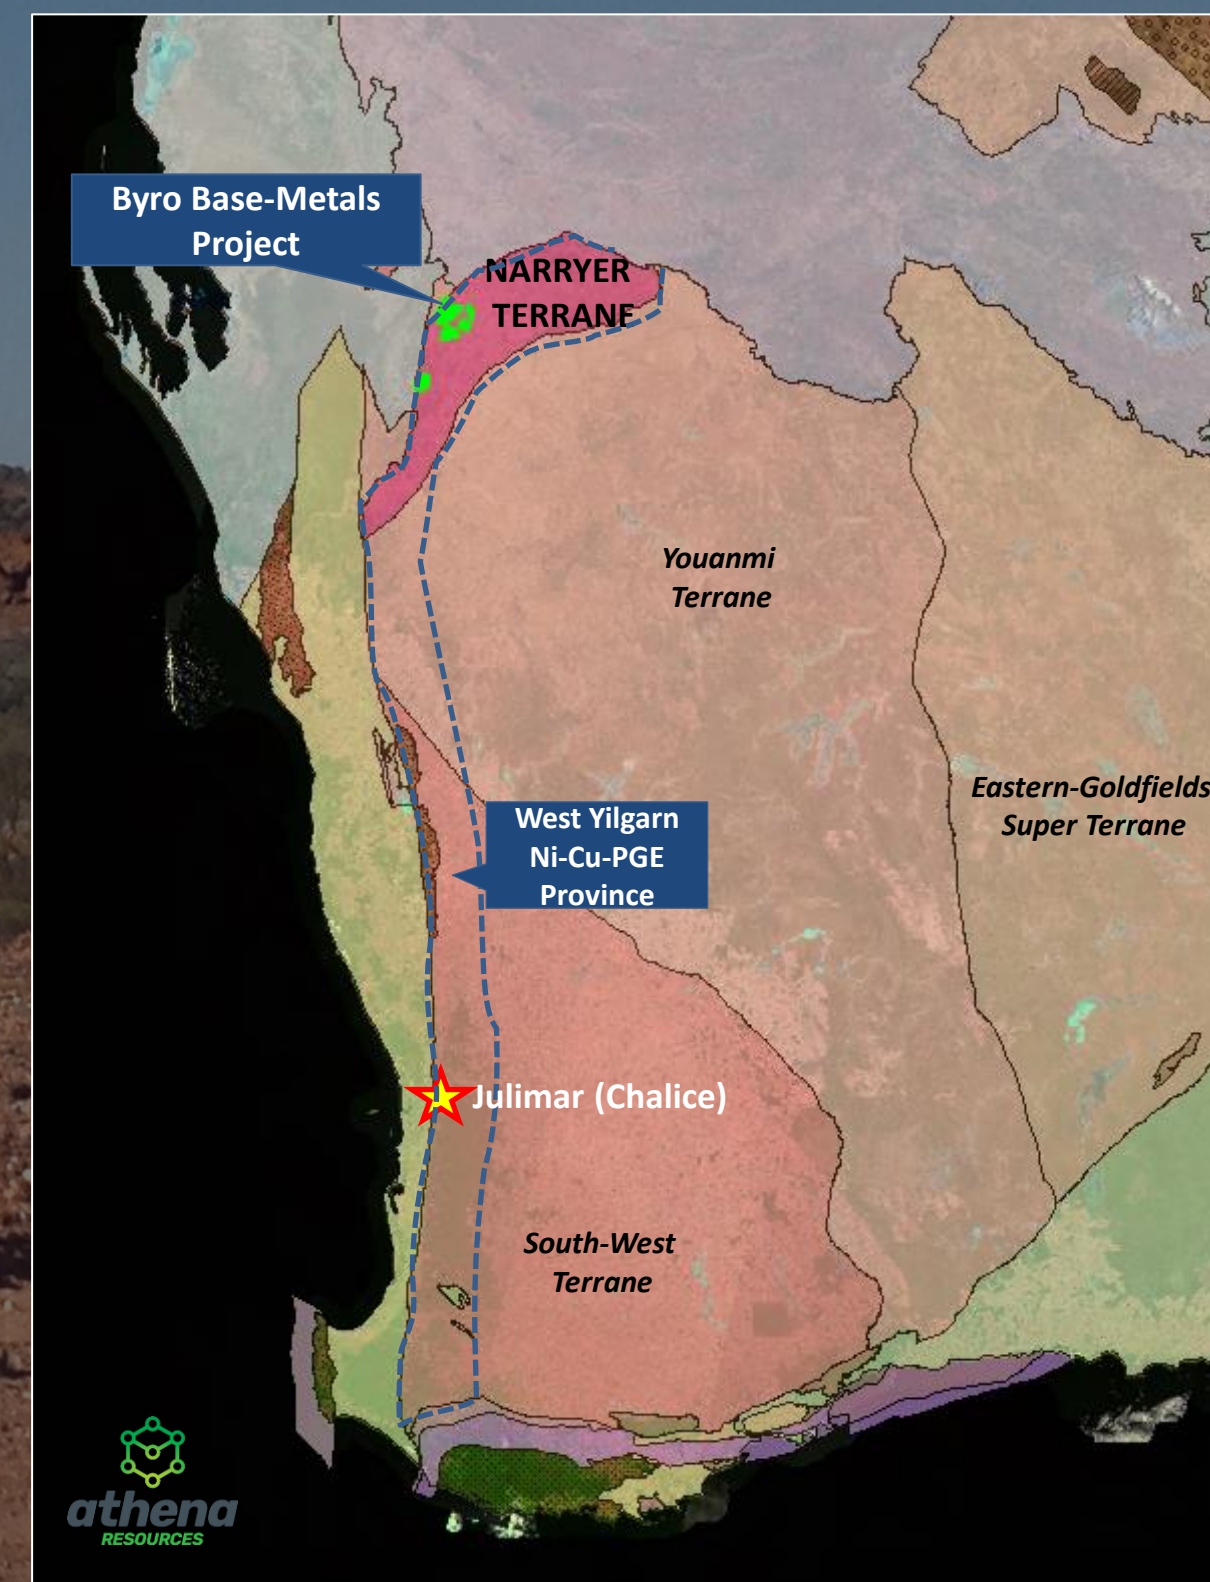 Byro Base-Metals
Project
NARRYER
TERRANE
Youanmi
Terrane
Eastern-Goldfields
Super Terrane
West Yilgarn
Ni-Cu-PGE
Province
Julimar (Chalice)
South-West
Terrane
athena
RESOURCES